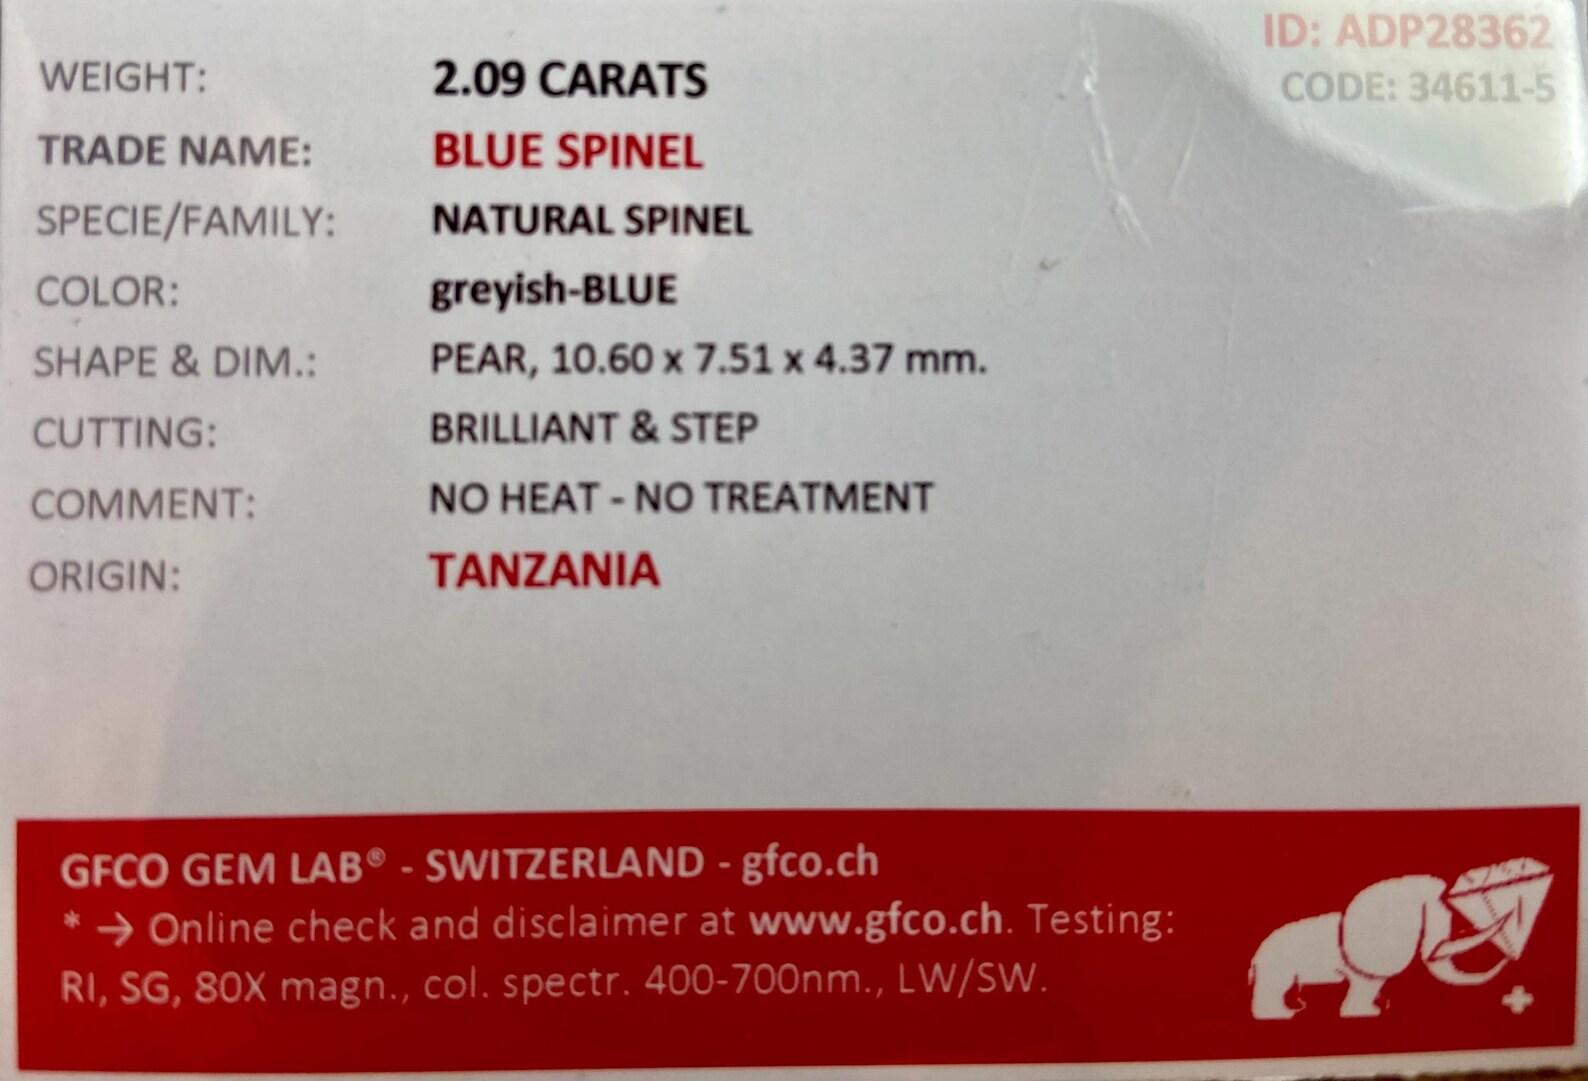 ID: ADP28362
CODE: 34611-5
WEIGHT: 2.09 CARATS
TRADE NAME: BLUE SPINEL
SPECIE/FAMILY: NATURAL SPINEL
COLOR: greyish-BLUE
SHAPE & DIM.: PEAR, 10.60 x 7.51 x 4.37 mm.
CUTTING: BRILLIANT & STEP
COMMENT: NO HEAT - NO TREATMENT
ORIGIN: TANZANIA
GFCO GEM LAB® - SWITZERLAND - gfco.ch
* → Online check and disclaimer at www.gfco.ch. Testing:
RI, SG, 80X magn., col. spectr. 400-700nm., LW/SW.